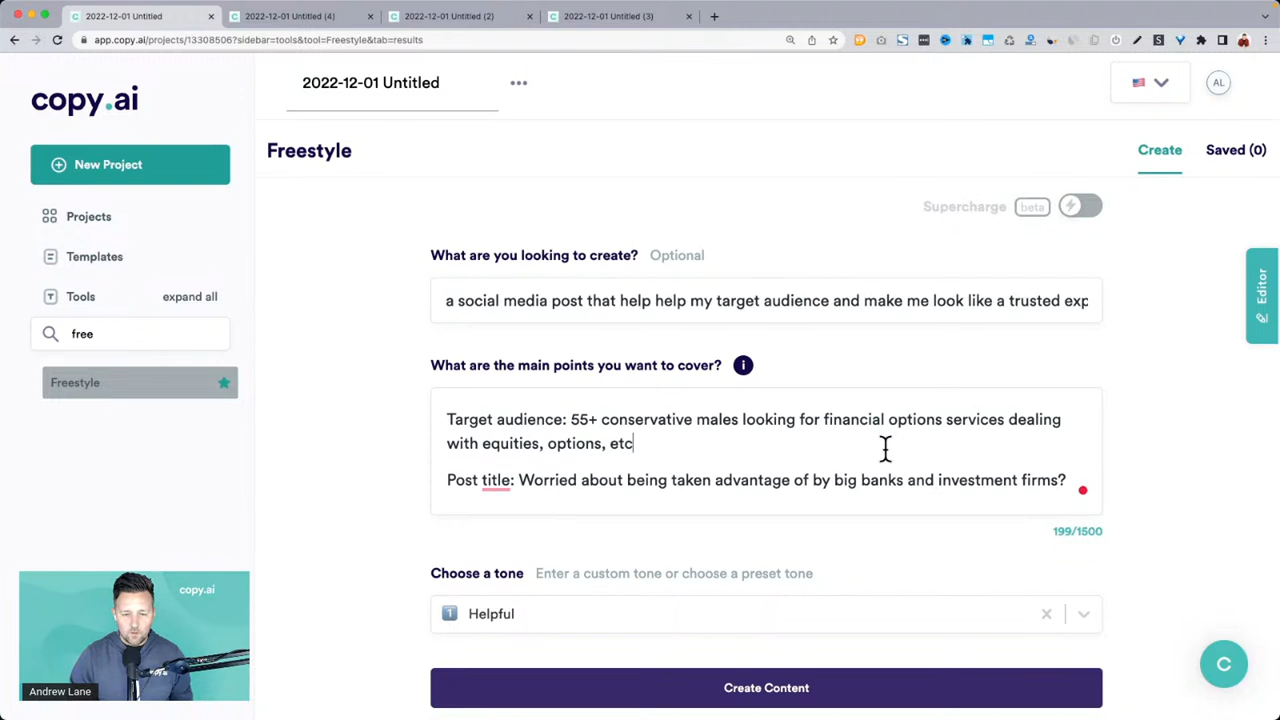 2022-12-01 Untitled
2022-12-01 Untitled (4)
2022-12-01 Untitled (2)
2022-12-01 Untitled (3)
app.copy.ai/projects/13308506?sidebar=tools&tool=Freestyle&tab=results
copy.ai
2022-12-01 Untitled
AL
New Project
Freestyle
Create
Saved (0)
Projects
Supercharge beta
Templates
What are you looking to create? Optional
Tools expand all
a social media post that help help my target audience and make me look like a trusted exp
free
Editor
What are the main points you want to cover?
Freestyle
Target audience: 55+ conservative males looking for financial options services dealing
with equities, options, etc
Post title: Worried about being taken advantage of by big banks and investment firms?
199/1500
Choose a tone Enter a custom tone or choose a preset tone
1 Helpful
copy.ai
Andrew Lane
Create Content
C